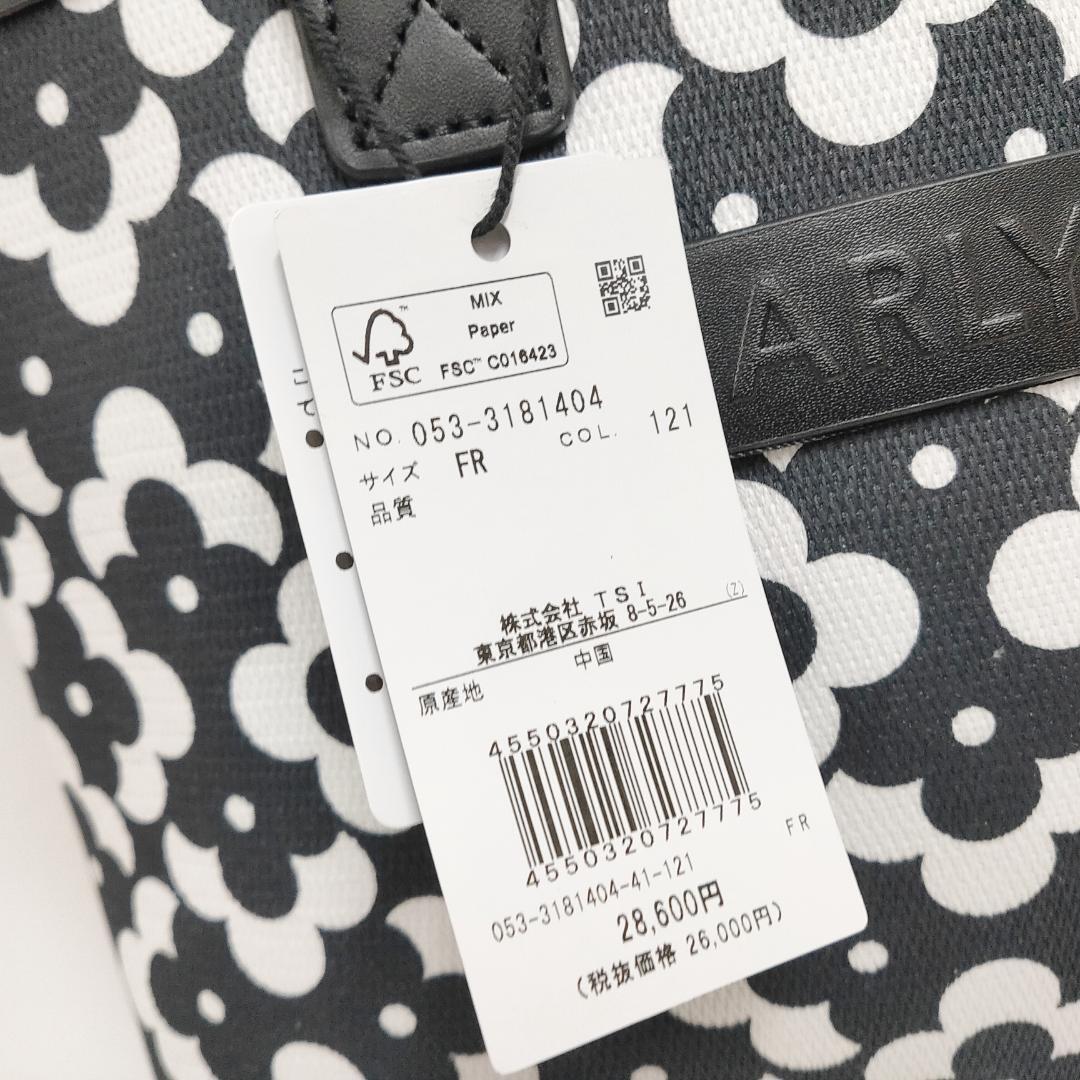 MIX
Paper
FSC™ C016423
FSC
NO. 053-3181404
COL. 121
サイズ FR
品質
株式会社 TSI
東京都港区赤坂 8-5-26 (Z)
原産地 中国
4550320727775
4550320727775
FR
053-3181404-41-121
28,600円
(税抜価格 26,000円)
ARLY
こ
て